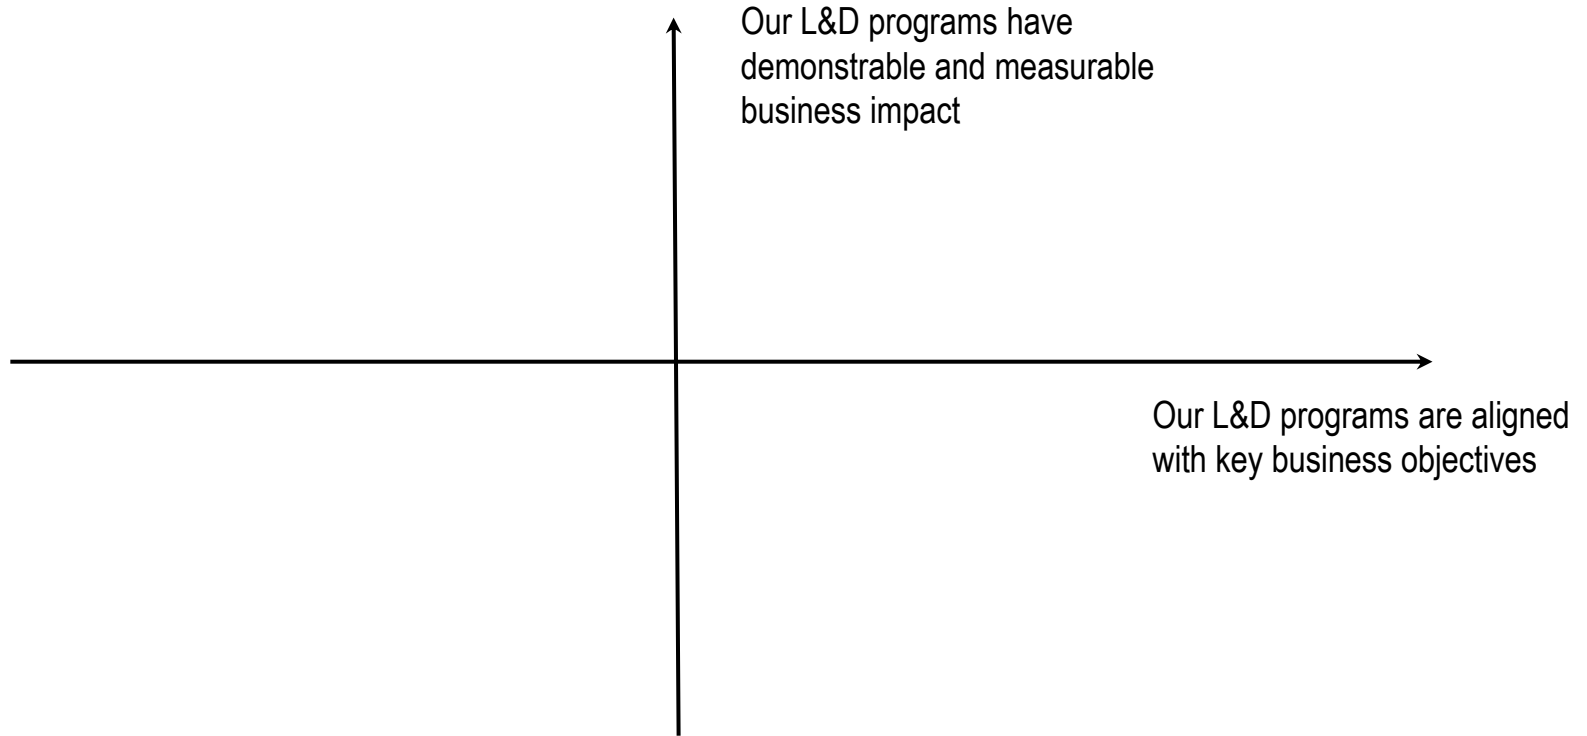 Our L&D programs have
demonstrable and measurable
business impact
Our L&D programs are aligned
with key business objectives